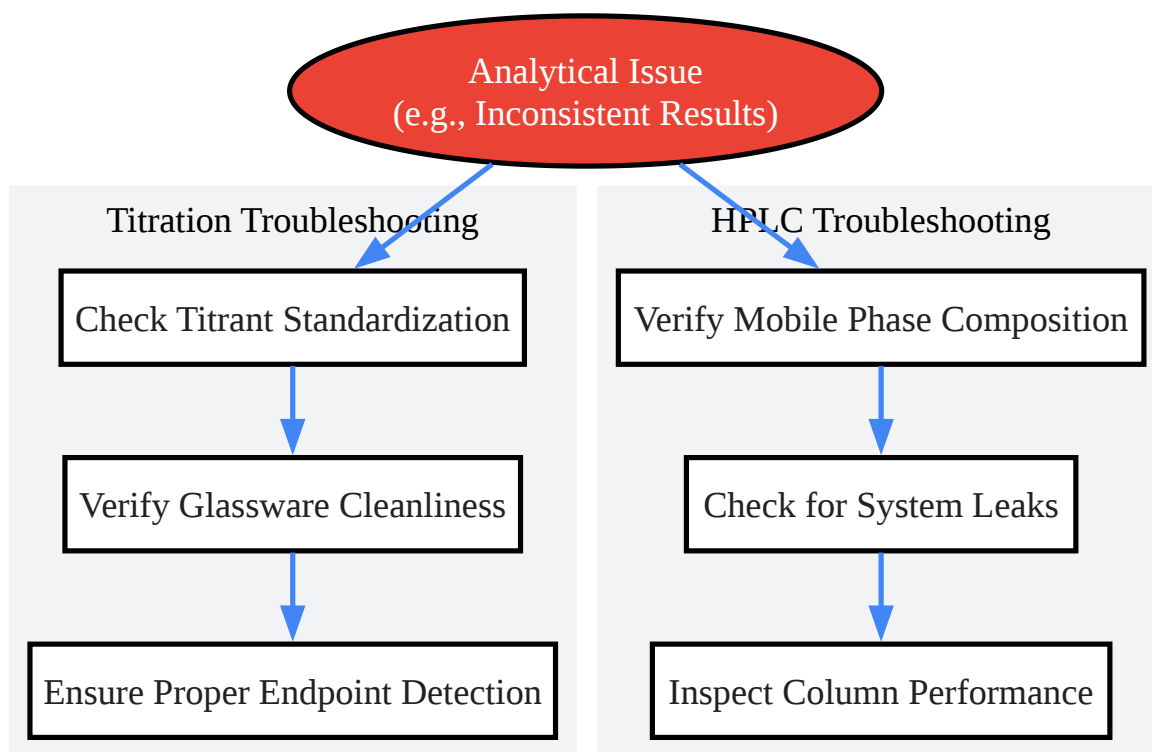 Analytical Issue
(e.g., Inconsistent Results)
Titration Troubleshooting
Check Titrant Standardization
Verify Glassware Cleanliness
Ensure Proper Endpoint Detection
HPLC Troubleshooting
Verify Mobile Phase Composition
Check for System Leaks
Inspect Column Performance